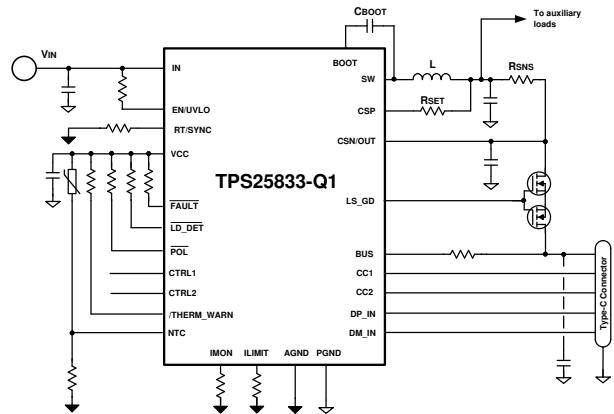 CBOOT
To auxiliary
loads
VIN
BOOT
IN
SW
L
RSNS
EN/UVLO
CSP
RSET
RT/SYNC
CSN/OUT
VCC
TPS25833-Q1
FAULT
LS_GD
LD_DET
POL
BUS
CTRL1
CC1
CTRL2
CC2
/THERM_WARN
DP_IN
NTC
DM_IN
Type-C Connector
IMON
ILIMIT
AGND
PGND